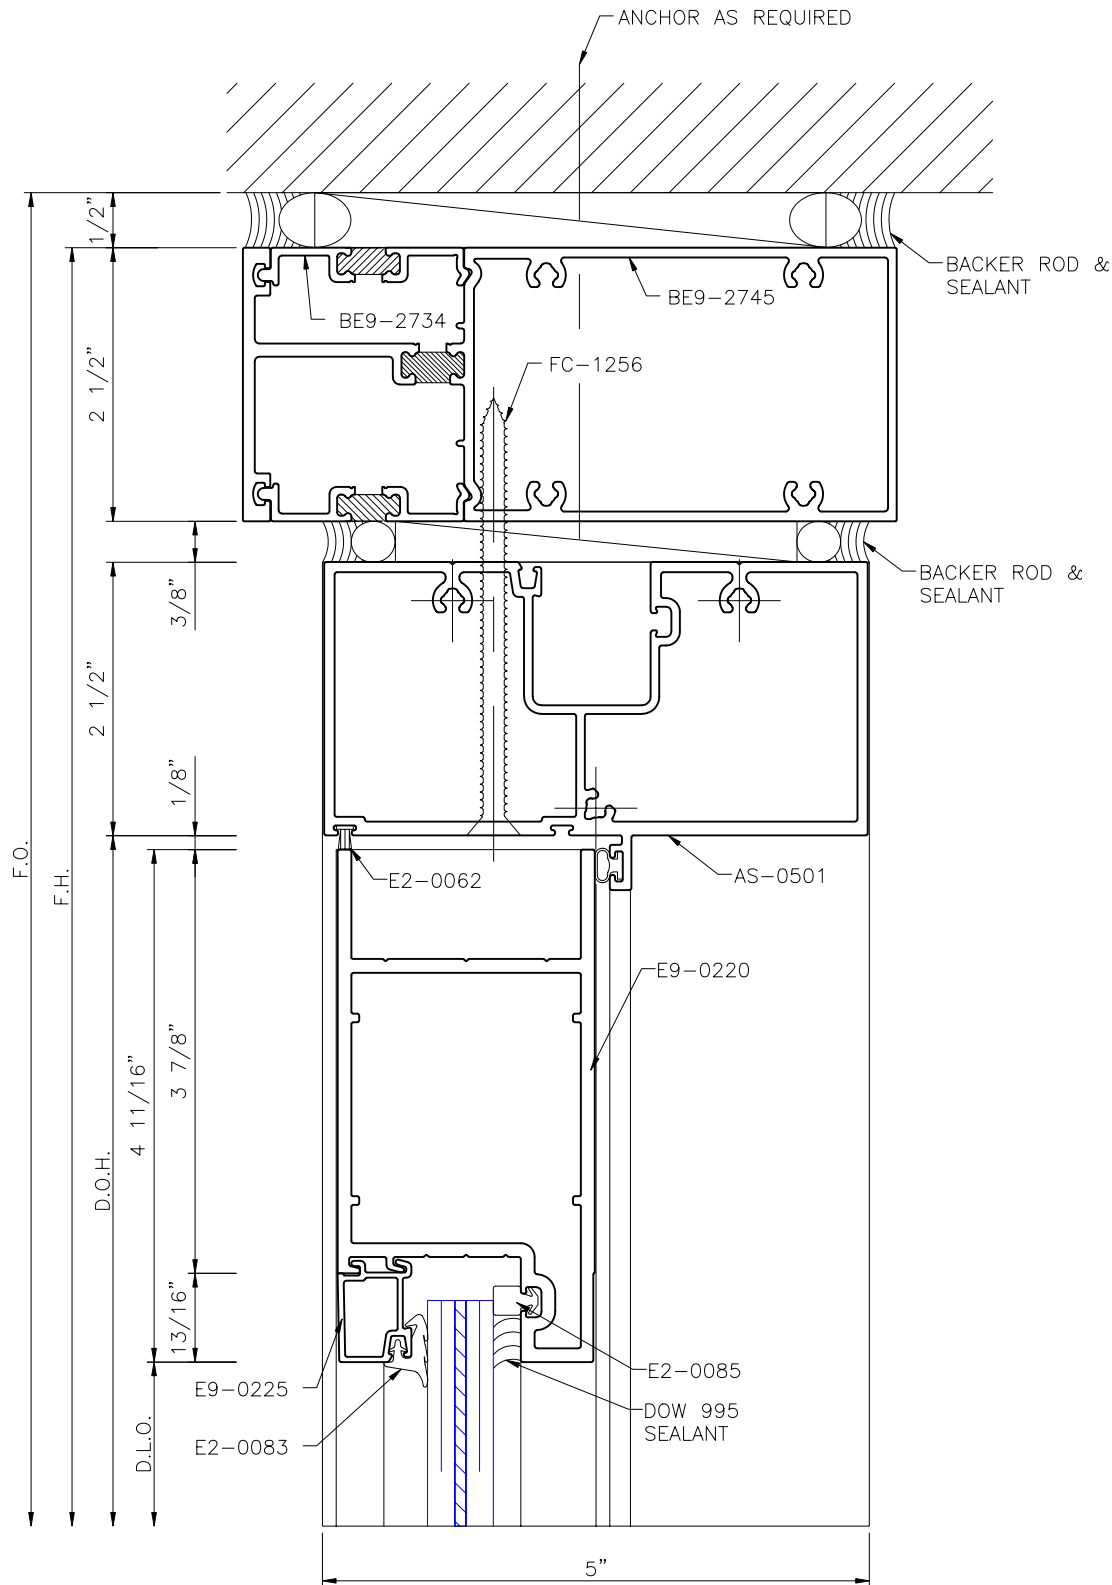 ANCHOR AS REQUIRED
1/2"
BACKER ROD &
SEALANT
BE9-2745
BE9-2734
FC-1256
2 1/2"
BACKER ROD &
SEALANT
3/8"
2 1/2"
1/8"
F.O.
F.H.
E2-0062
AS-0501
D.O.H.
E9-0220
4 11/16"
3 7/8"
13/16"
E2-0085
E9-0225
DOW 995
SEALANT
E2-0083
D.L.O.
5"